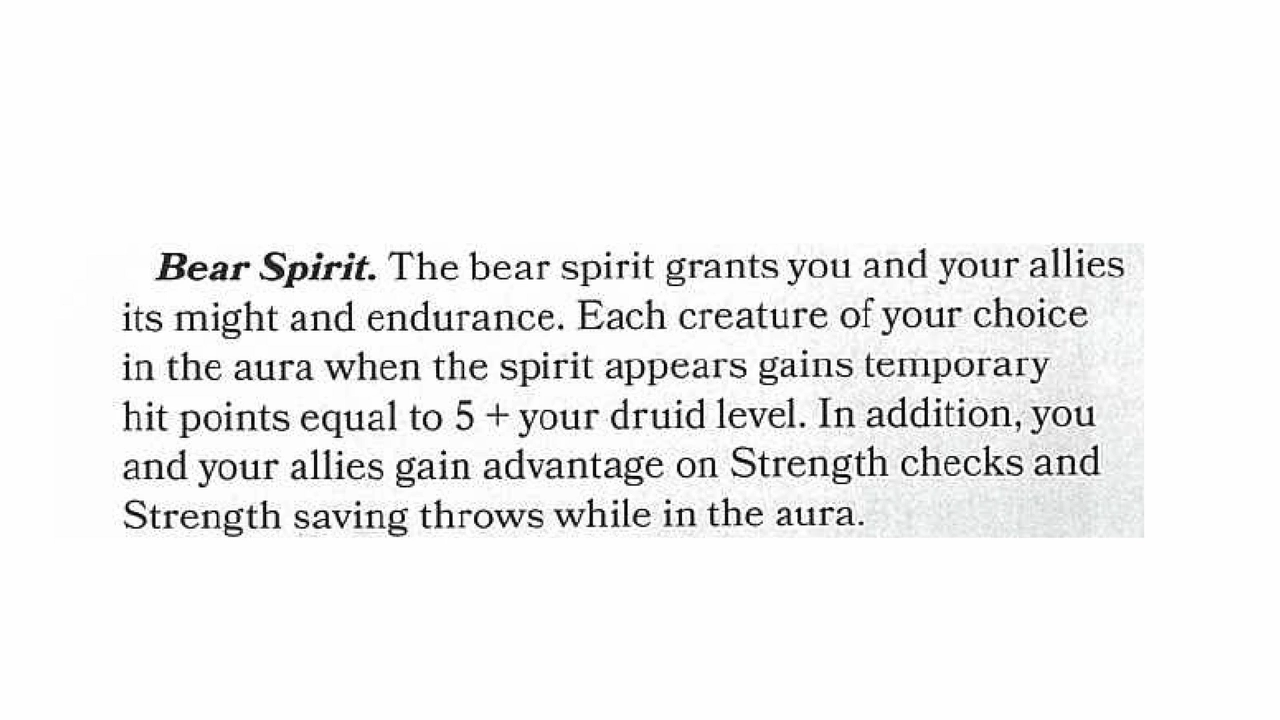 Bear Spirit. The bear spirit grants you and your allies
its might and endurance. Each creature of your choice
in the aura when the spirit appears gains temporary
hit points equal to 5 + your druid level. In addition, you
and your allies gain advantage on Strength checks and
Strength saving throws while in the aura.